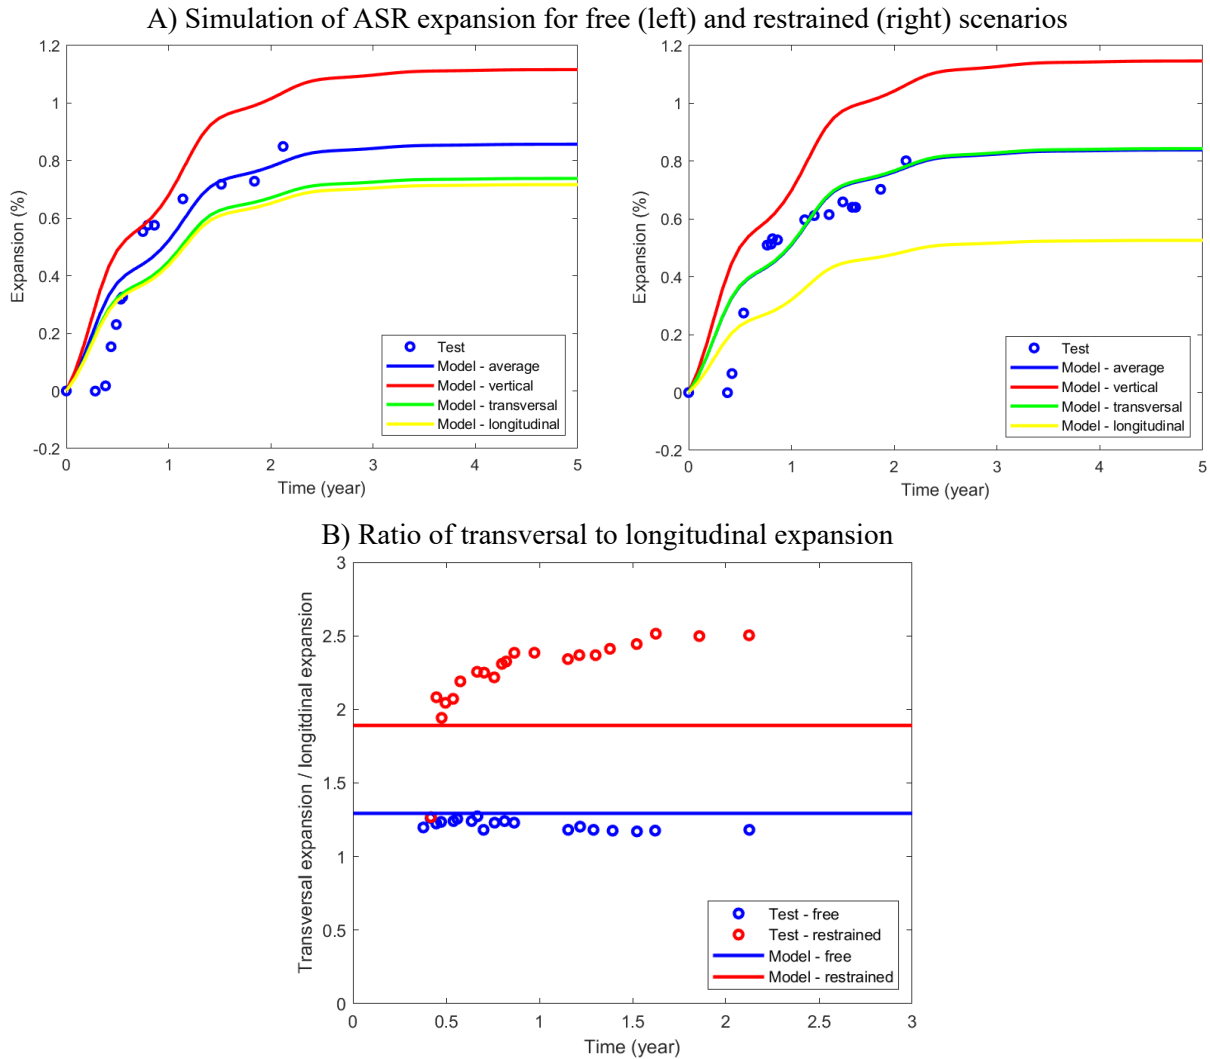 A) Simulation of ASR expansion for free (left) and restrained (right) scenarios
1.2
1
0.8
0.6
0.4
0.2
0
-0.2
Expansion (%)
0 1 2 3 4 5
Time (year)
Test
Model - average
Model - vertical
Model - transversal
Model - longitudinal
1.2
1
0.8
0.6
0.4
0.2
0
-0.2
Expansion (%)
0 1 2 3 4 5
Time (year)
Test
Model - average
Model - vertical
Model - transversal
Model - longitudinal
B) Ratio of transversal to longitudinal expansion
3
2.5
2
1.5
1
0.5
0
Transversal expansion / longitdinal expansion
0 0.5 1 1.5 2 2.5 3
Time (year)
Test - free
Test - restrained
Model - free
Model - restrained